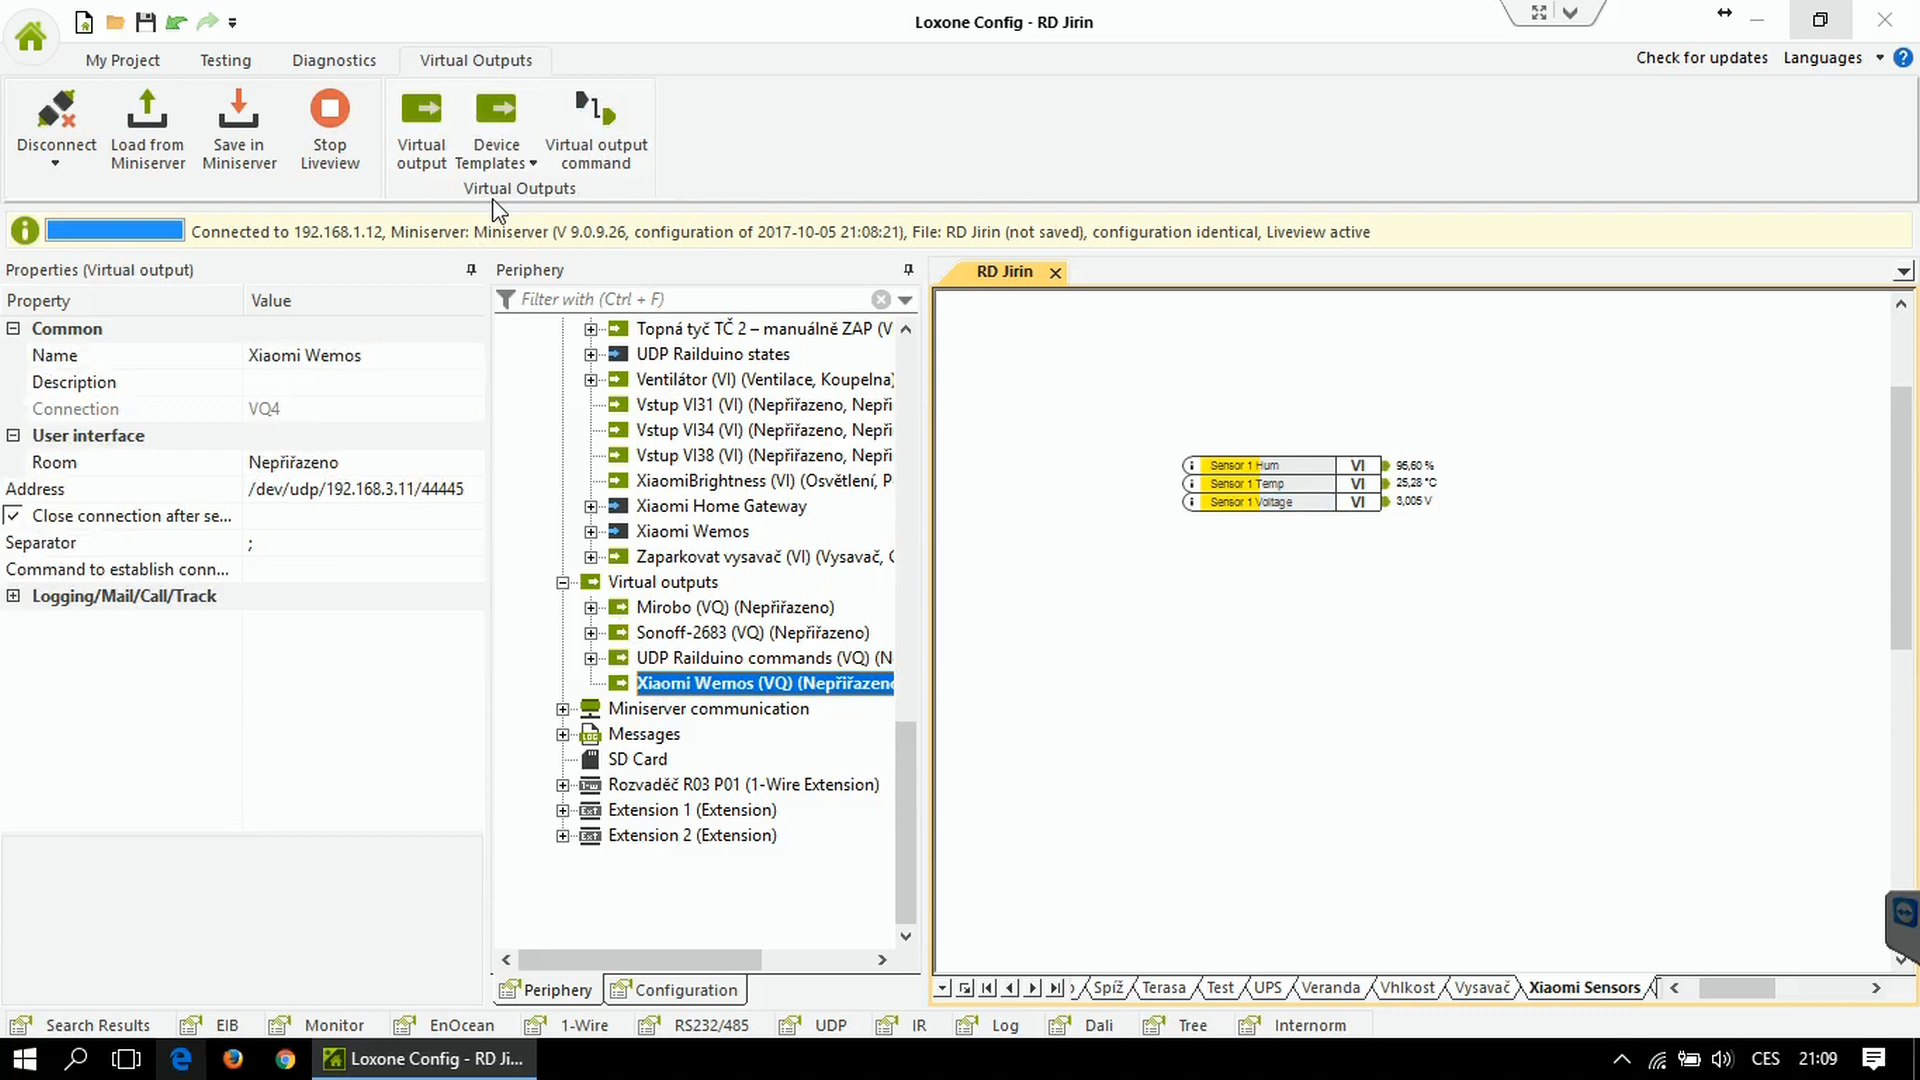 Loxone Config - RD Jirin
My Project
Testing
Diagnostics
Virtual Outputs
Check for updates
Languages
?
Disconnect
Load from
Miniserver
Save in
Miniserver
Stop
Liveview
Virtual
output
Device
Templates
Virtual output
command
Virtual Outputs
Connected to 192.168.1.12, Miniserver: Miniserver (V 9.0.9.26, configuration of 2017-10-05 21:08:21), File: RD Jirin (not saved), configuration identical, Liveview active
Properties (Virtual output)
Property Value
Common
Name Xiaomi Wemos
Description
Connection VQ4
User interface
Room Nepřiřazeno
Address /dev/udp/192.168.3.11/44445
Close connection after se...
Separator ;
Command to establish conn...
Logging/Mail/Call/Track
Periphery
Filter with (Ctrl + F)
Topná tyč TČ 2 – manuálně ZAP (V
UDP Railduino states
Ventilátor (VI) (Ventilace, Koupelna)
Vstup VI31 (VI) (Nepřiřazeno, Nepři
Vstup VI34 (VI) (Nepřiřazeno, Nepři
Vstup VI38 (VI) (Nepřiřazeno, Nepři
XiaomiBrightness (VI) (Osvětlení, P
Xiaomi Home Gateway
Xiaomi Wemos
Zaparkovat vysavač (VI) (Vysavač, C
Virtual outputs
Mirobo (VQ) (Nepřiřazeno)
Sonoff-2683 (VQ) (Nepřiřazeno)
UDP Railduino commands (VQ) (N
Xiaomi Wemos (VQ) (Nepřiřazeno
Miniserver communication
Messages
SD Card
Rozvaděč R03 P01 (1-Wire Extension)
Extension 1 (Extension)
Extension 2 (Extension)
Periphery
Configuration
RD Jirin
Sensor 1 Hum VI 95,60 %
Sensor 1 Temp VI 25,28 °C
Sensor 1 Voltage VI 3,005 V
Spíž
Terasa
Test
UPS
Veranda
Vhlkost
Vysavač
Xiaomi Sensors
Search Results
EIB
Monitor
EnOcean
1-Wire
RS232/485
UDP
IR
Log
Dali
Tree
Internorm
Loxone Config - RD Ji...
CES
21:09